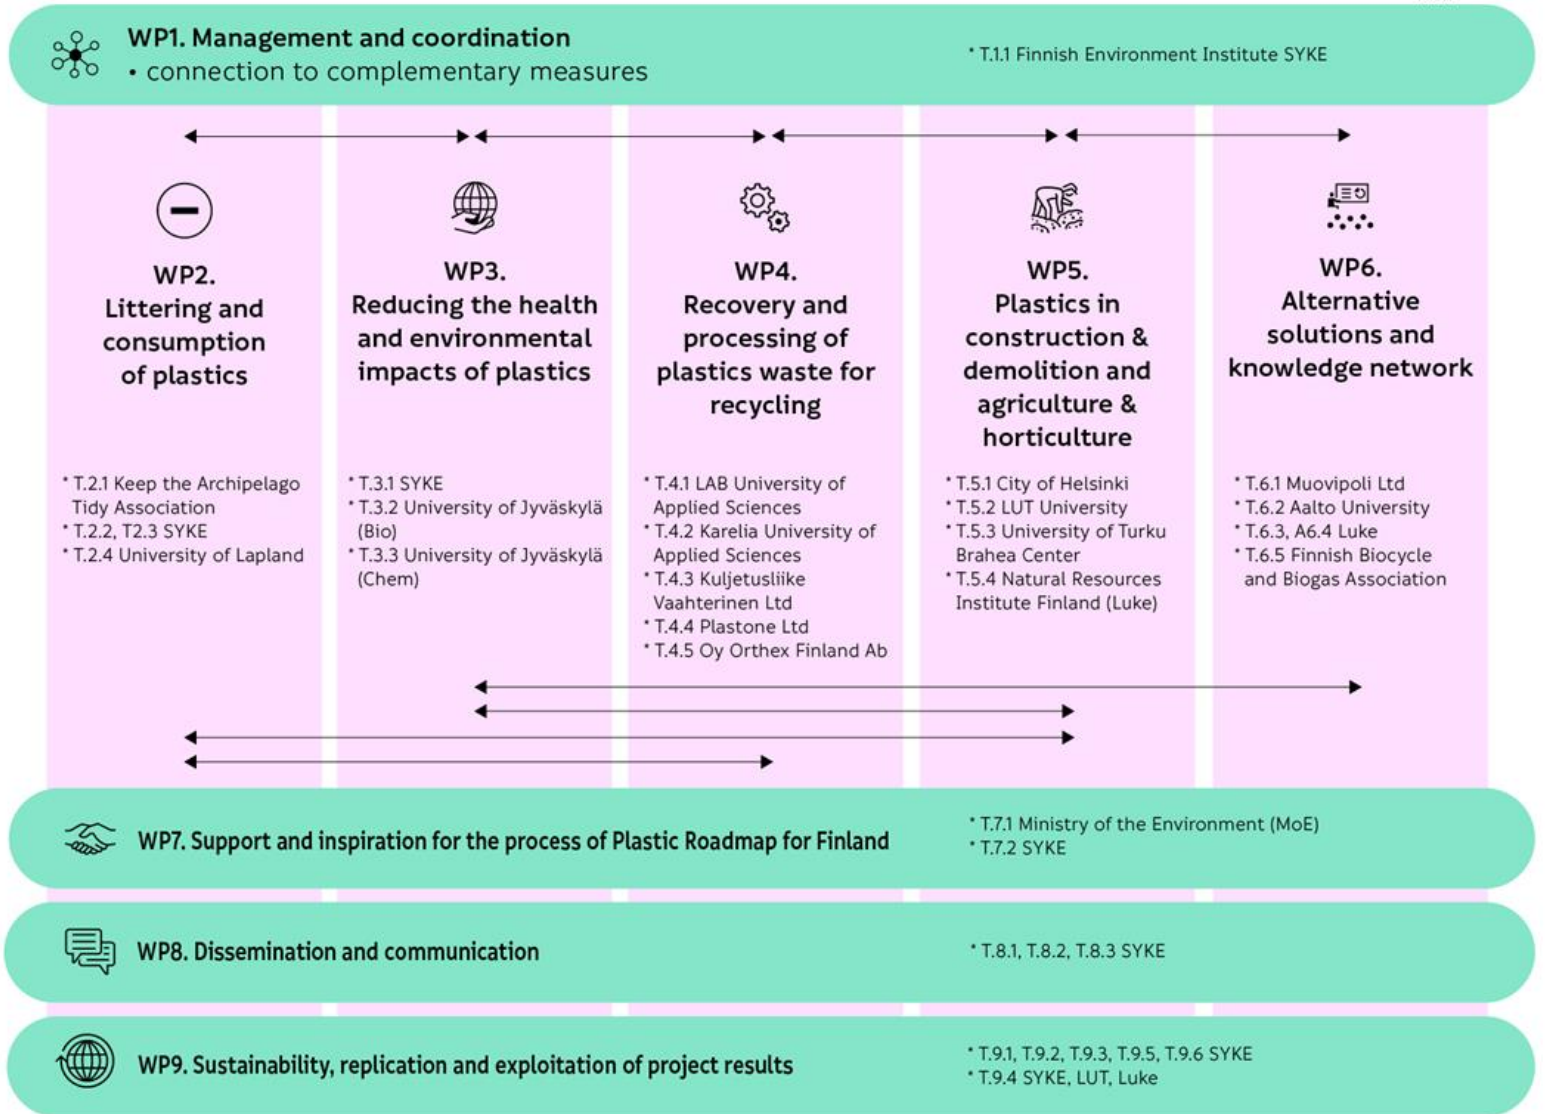 WP1. Management and coordination
• connection to complementary measures
* T.1.1 Finnish Environment Institute SYKE
WP2.
Littering and
consumption
of plastics
* T.2.1 Keep the Archipelago
Tidy Association
* T.2.2, T2.3 SYKE
* T.2.4 University of Lapland
WP3.
Reducing the health
and environmental
impacts of plastics
* T.3.1 SYKE
* T.3.2 University of Jyväskylä
(Bio)
* T.3.3 University of Jyväskylä
(Chem)
WP4.
Recovery and
processing of
plastics waste for
recycling
* T.4.1 LAB University of
Applied Sciences
* T.4.2 Karelia University of
Applied Sciences
* T.4.3 Kuljetusliike
Vaahterinen Ltd
* T.4.4 Plastone Ltd
* T.4.5 Oy Orthex Finland Ab
WP5.
Plastics in
construction &
demolition and
agriculture &
horticulture
* T.5.1 City of Helsinki
* T.5.2 LUT University
* T.5.3 University of Turku
Brahea Center
* T.5.4 Natural Resources
Institute Finland (Luke)
WP6.
Alternative
solutions and
knowledge network
* T.6.1 Muovipoli Ltd
* T.6.2 Aalto University
* T.6.3, A6.4 Luke
* T.6.5 Finnish Biocycle
and Biogas Association
WP7. Support and inspiration for the process of Plastic Roadmap for Finland
* T.7.1 Ministry of the Environment (MoE)
* T.7.2 SYKE
WP8. Dissemination and communication
* T.8.1, T.8.2, T.8.3 SYKE
WP9. Sustainability, replication and exploitation of project results
* T.9.1, T.9.2, T.9.3, T.9.5, T.9.6 SYKE
* T.9.4 SYKE, LUT, Luke